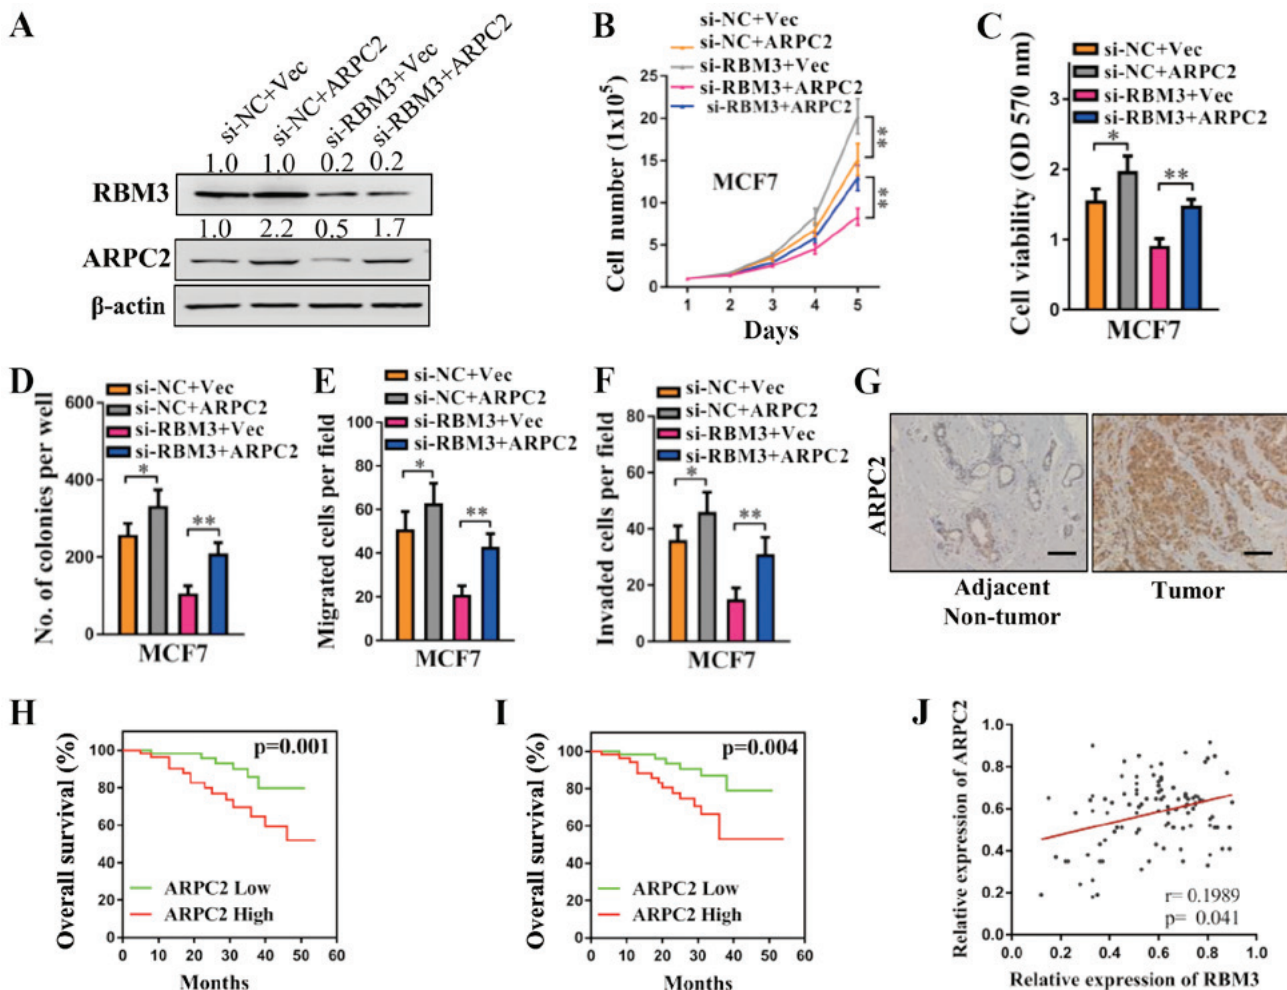 A
si-NC+Vec
si-NC+ARPC2
si-RBM3+Vec
si-RBM3+ARPC2
1.0 1.0 0.2 0.2
RBM3
1.0 2.2 0.5 1.7
ARPC2
β-actin
B
si-NC+Vec
si-NC+ARPC2
si-RBM3+Vec
si-RBM3+ARPC2
si-RBM3+ARPC2
Cell number (1x10⁵)
20
15
10
5
0
MCF7
**
**
1 2 3 4 5
Days
C
si-NC+Vec
si-NC+ARPC2
si-RBM3+Vec
si-RBM3+ARPC2
Cell viability (OD 570 nm)
3
2
1
0
*
**
MCF7
D
si-NC+Vec
si-NC+ARPC2
si-RBM3+Vec
si-RBM3+ARPC2
No. of colonies per well
600
400
200
0
*
**
MCF7
E
si-NC+Vec
si-NC+ARPC2
si-RBM3+Vec
si-RBM3+ARPC2
Migrated cells per field
100
80
60
40
20
0
*
**
MCF7
F
si-NC+Vec
si-NC+ARPC2
si-RBM3+Vec
si-RBM3+ARPC2
Invaded cells per field
80
60
40
20
0
*
**
MCF7
G
ARPC2
Adjacent
Non-tumor
Tumor
H
Overall survival (%)
100
80
60
40
20
0
p=0.001
ARPC2 Low
ARPC2 High
0 10 20 30 40 50 60
Months
I
Overall survival (%)
100
80
60
40
20
0
p=0.004
ARPC2 Low
ARPC2 High
0 10 20 30 40 50 60
Months
J
Relative expression of ARPC2
1.0
0.8
0.6
0.4
0.2
0.0
r= 0.1989
p= 0.041
0.0 0.2 0.4 0.6 0.8 1.0
Relative expression of RBM3